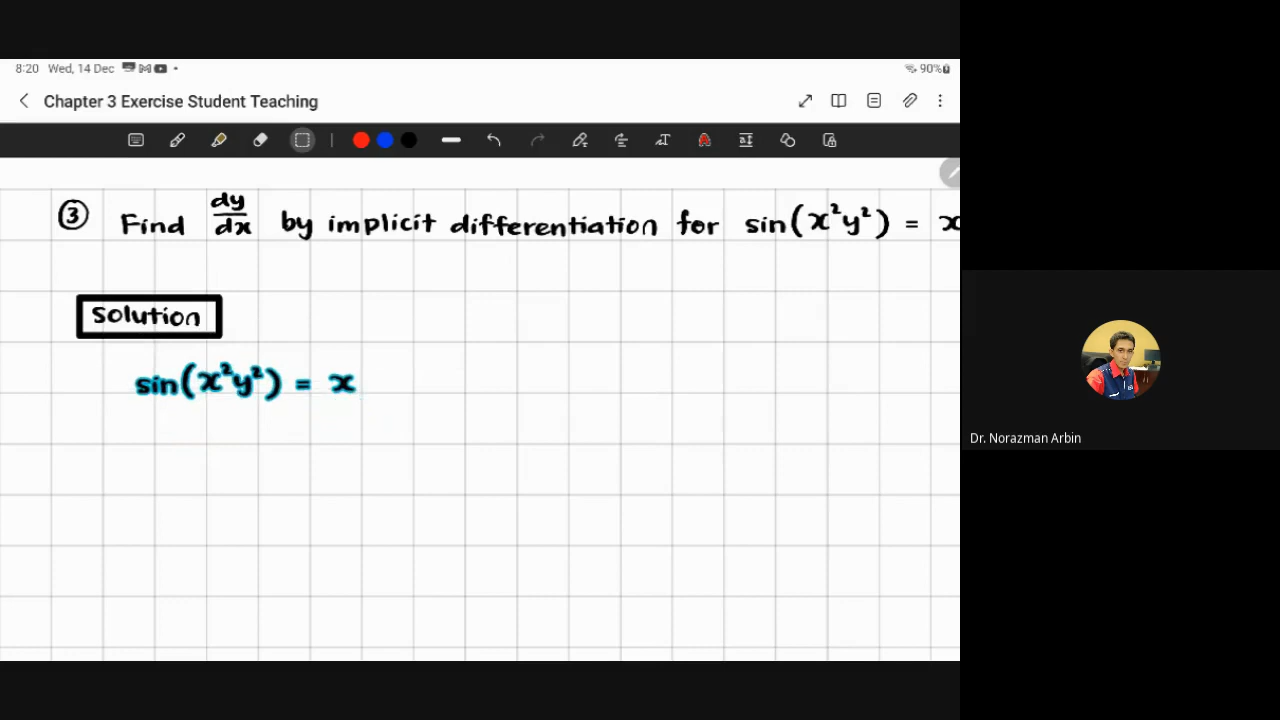 8:20 Wed, 14 Dec 90%
Chapter 3 Exercise Student Teaching
③ Find dy/dx by implicit differentiation for sin(x²y²) = x
Solution
sin(x²y²) = x
Dr. Norazman Arbin